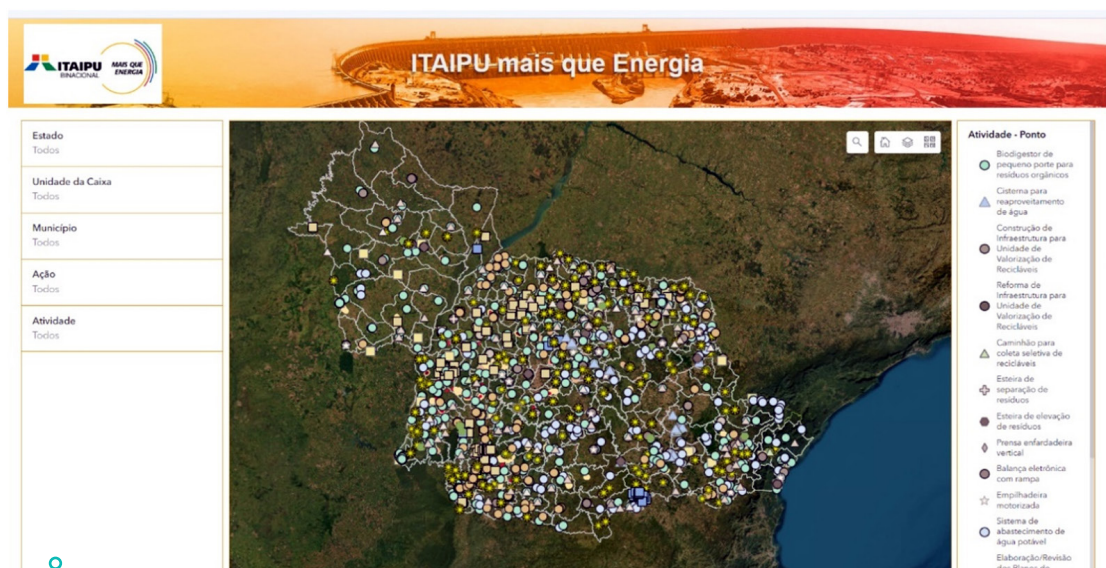 ITAIPU
BINACIONAL
MAIS QUE
ENERGIA
ITAIPU mais que Energia
Estado
Todos
Unidade da Caixa
Todos
Município
Todos
Ação
Todos
Atividade
Todos
Atividade - Ponto
Biodigestor de
pequeno porte para
resíduos orgânicos
Cisterna para
reaproveitamento
de água
Construção de
Infraestrutura para
Unidade de
Valorização de
Recicláveis
Reforma de
Infraestrutura para
Unidade de
Valorização de
Recicláveis
Caminhão para
coleta seletiva de
recicláveis
Esteira de
separação de
resíduos
Esteira de elevação
de resíduos
Prensa enfardadeira
vertical
Balança eletrônica
com rampa
Empilhadeira
motorizada
Sistema de
abastecimento de
água potável
Elaboração/Revisão
dos Planos de